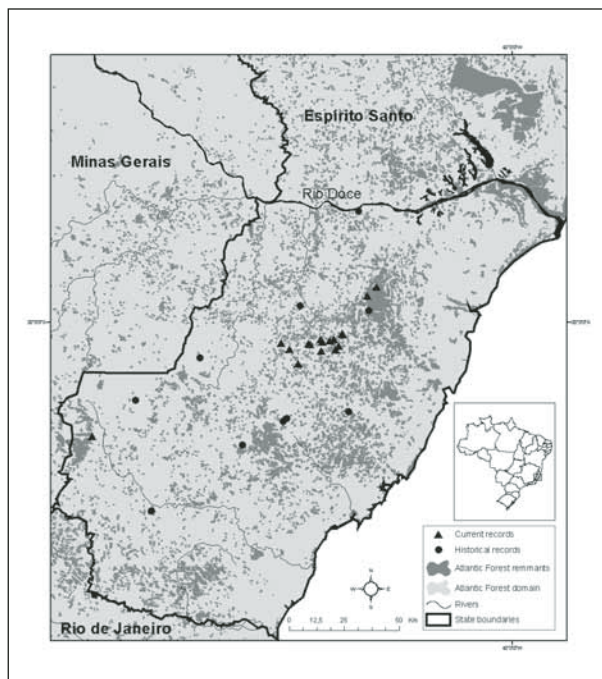 Espírito Santo
Minas Gerais
Rio Doce
Current records
Historical records
Atlantic Forest remnants
Atlantic Forest domain
Rivers
State boundaries
N
W E
S
0 12,5 25 50 Km
Rio de Janeiro